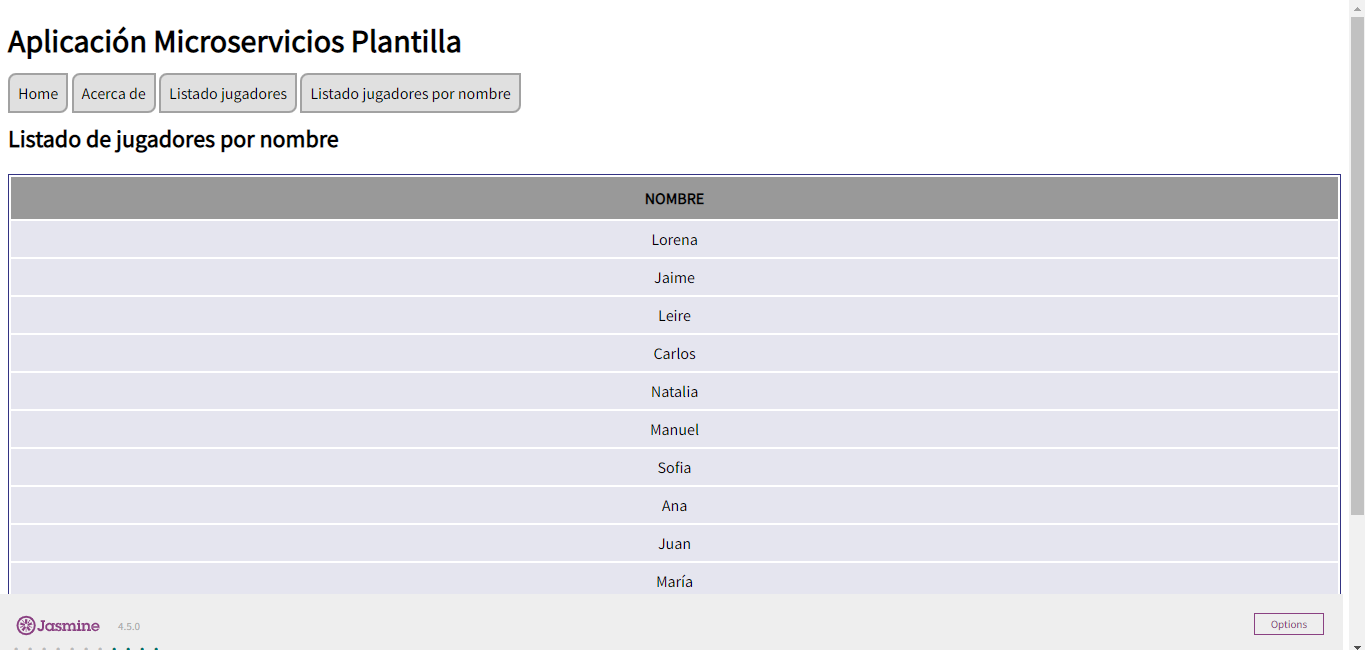 Aplicación Microservicios Plantilla
Home Acerca de Listado jugadores Listado jugadores por nombre
Listado de jugadores por nombre
NOMBRE
Lorena
Jaime
Leire
Carlos
Natalia
Manuel
Sofia
Ana
Juan
María
Jasmine 4.5.0 Options